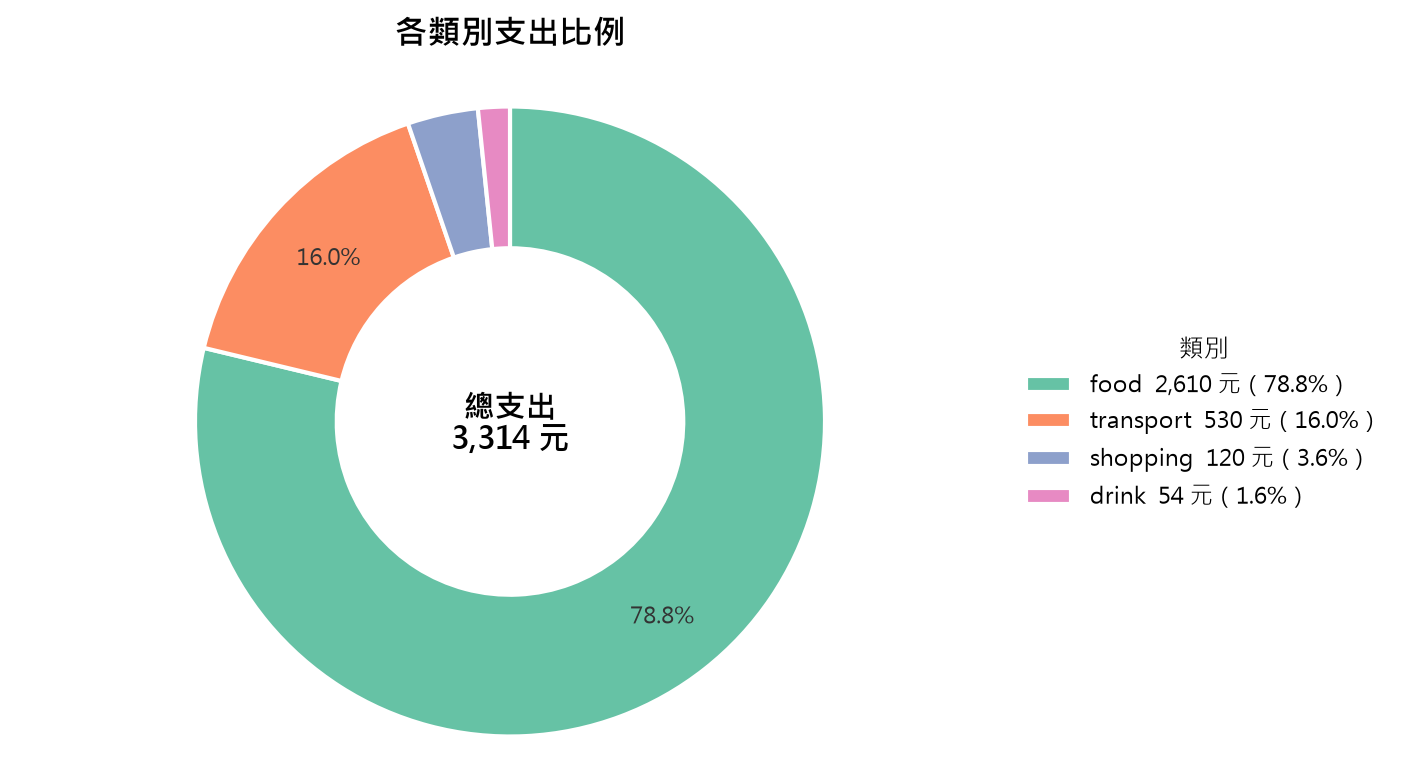 各類別支出比例
16.0%
總支出
3,314 元
78.8%
類別
food 2,610 元 ( 78.8% )
transport 530 元 ( 16.0% )
shopping 120 元 ( 3.6% )
drink 54 元 ( 1.6% )